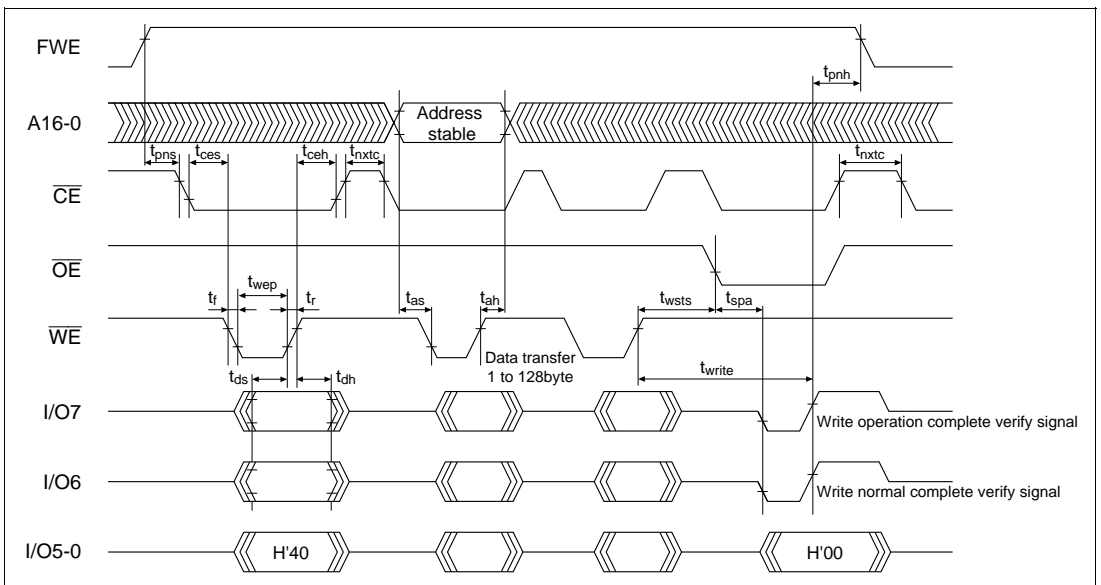 FWE
tpnh
A16-0
Address
stable
tpns
tces
tceh
tnxtc
tnxtc
CE
OE
twep
tf
tr
tas
tah
twsts
tspa
WE
Data transfer
1 to 128byte
tds
tdh
twrite
I/O7
Write operation complete verify signal
I/O6
Write normal complete verify signal
I/O5-0
H'40
H'00